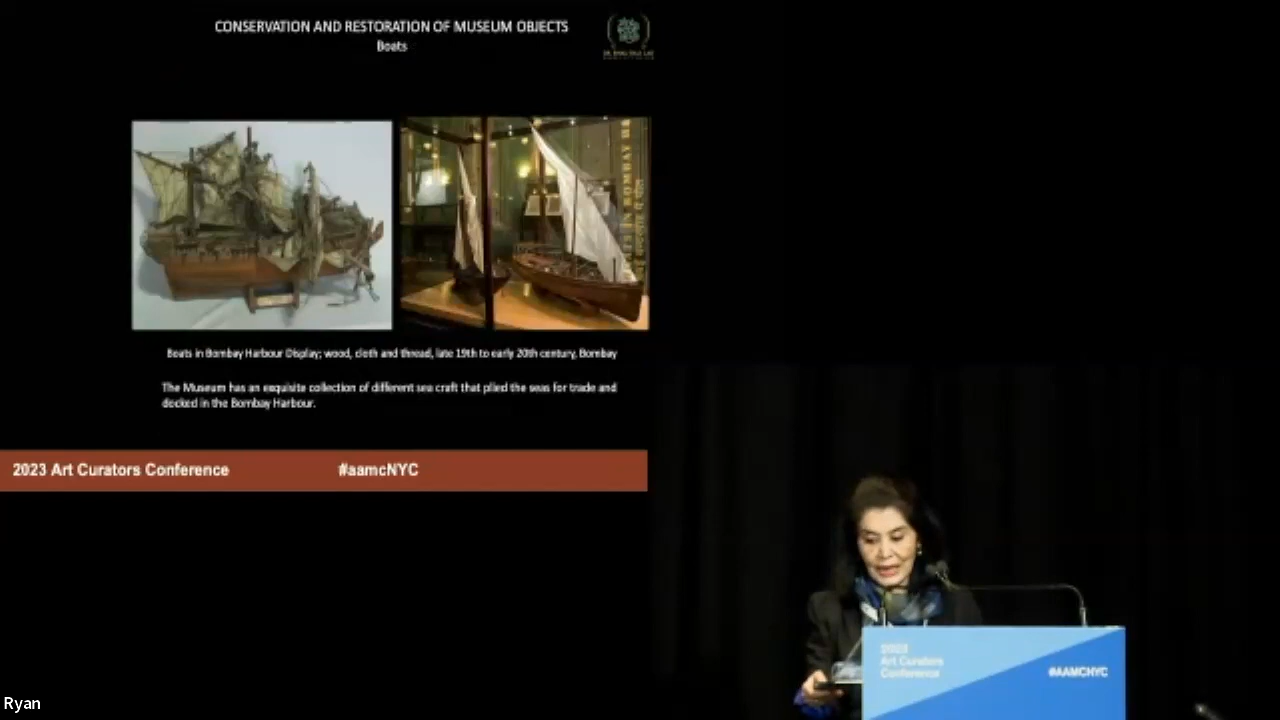 CONSERVATION AND RESTORATION OF MUSEUM OBJECTS
Boats
Boats in Bombay Harbour Display; wood, cloth and thread, late 19th to early 20th century, Bombay
The Museum has an exquisite collection of different sea craft that plied the seas for trade and
docked in the Bombay Harbour.
2023 Art Curators Conference #aamcNYC
2023
Art Curators
Conference
#AAMCNYC
Ryan